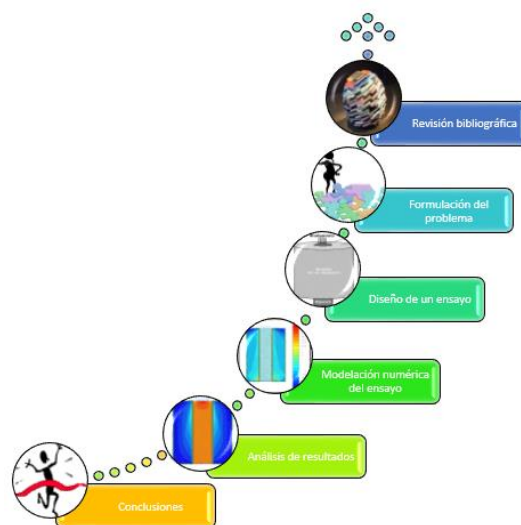 Revisión bibliográfica
Formulación del
problema
Diseño de un ensayo
Modelación numérica
del ensayo
Análisis de resultados
Conclusiones